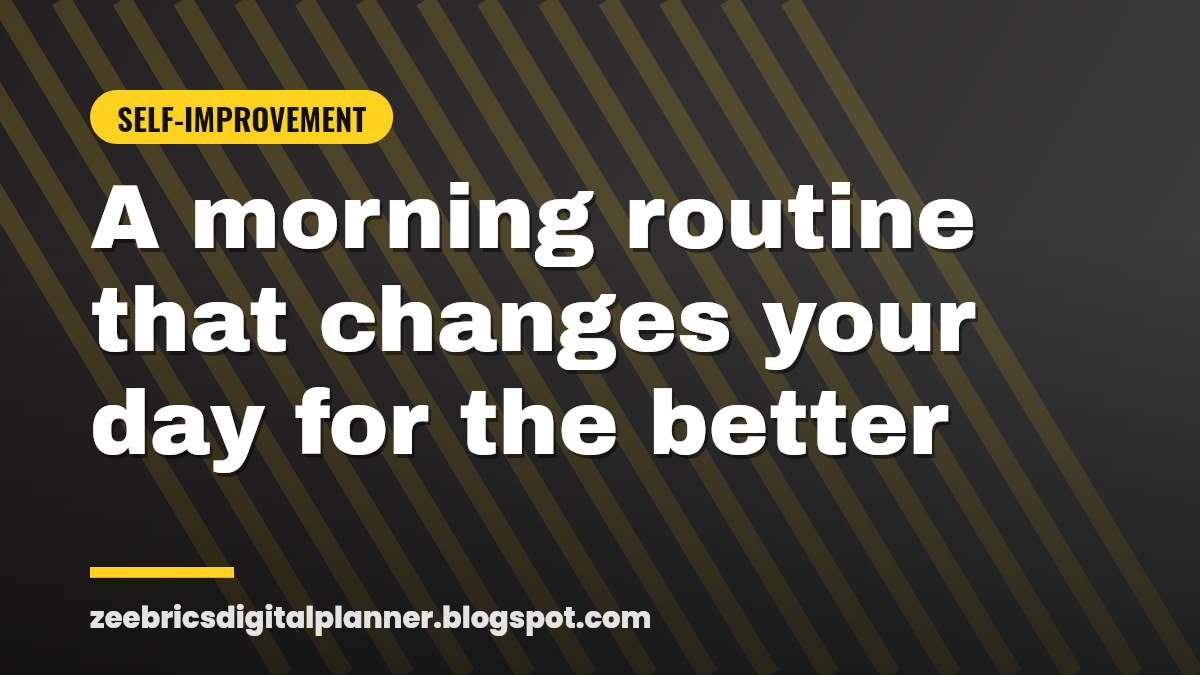 SELF-IMPROVEMENT
A morning routine
that changes your
day for the better
zeebricsdigitalplanner.blogspot.com